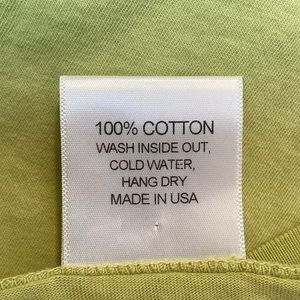 100% COTTON
WASH INSIDE OUT,
COLD WATER,
HANG DRY
MADE IN USA